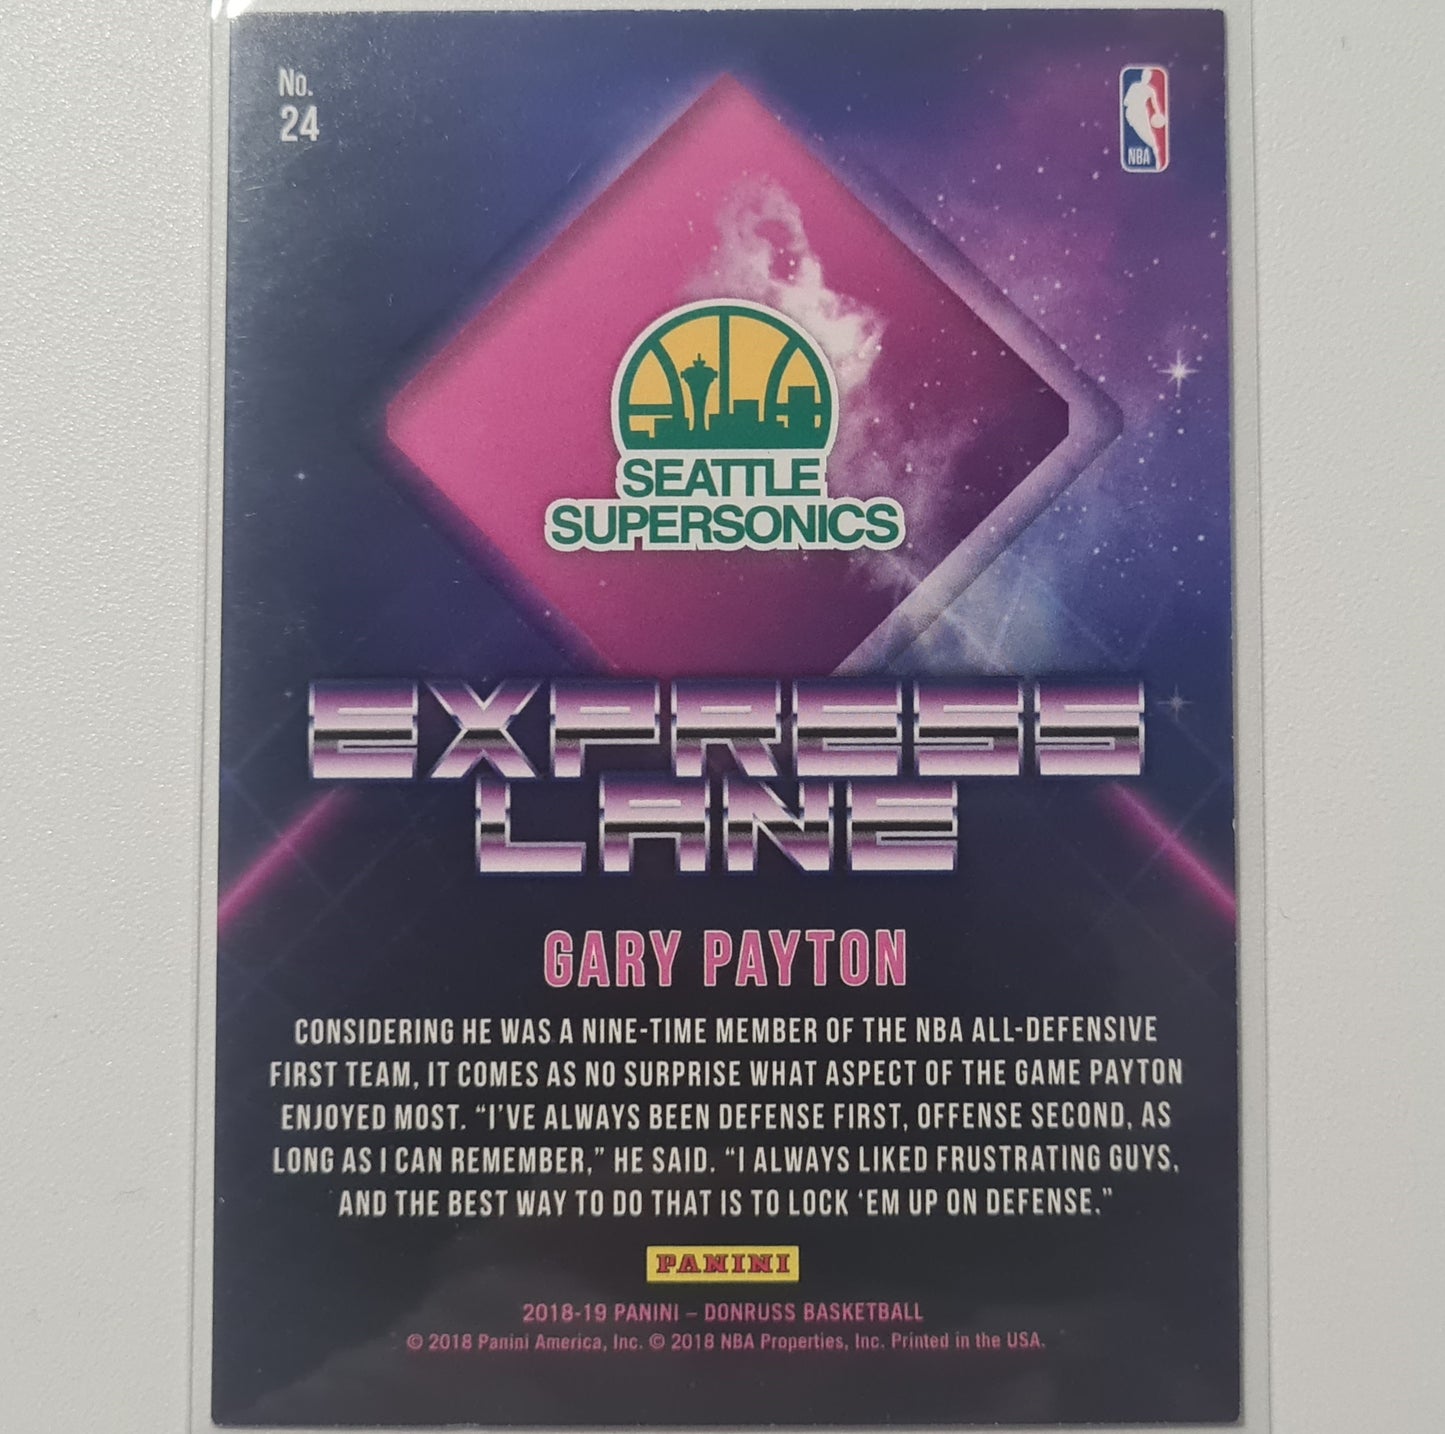 No.
24
NBA
SEATTLE
SUPERSONICS
EXPRESS
LANE
GARY PAYTON
CONSIDERING HE WAS A NINE-TIME MEMBER OF THE NBA ALL-DEFENSIVE
FIRST TEAM, IT COMES AS NO SURPRISE WHAT ASPECT OF THE GAME PAYTON
ENJOYED MOST. “I’VE ALWAYS BEEN DEFENSE FIRST, OFFENSE SECOND, AS
LONG AS I CAN REMEMBER,” HE SAID. “I ALWAYS LIKED FRUSTRATING GUYS,
AND THE BEST WAY TO DO THAT IS TO LOCK ‘EM UP ON DEFENSE.”
PANINI
2018-19 PANINI – DONRUSS BASKETBALL
© 2018 Panini America, Inc. © 2018 NBA Properties, Inc. Printed in the USA.